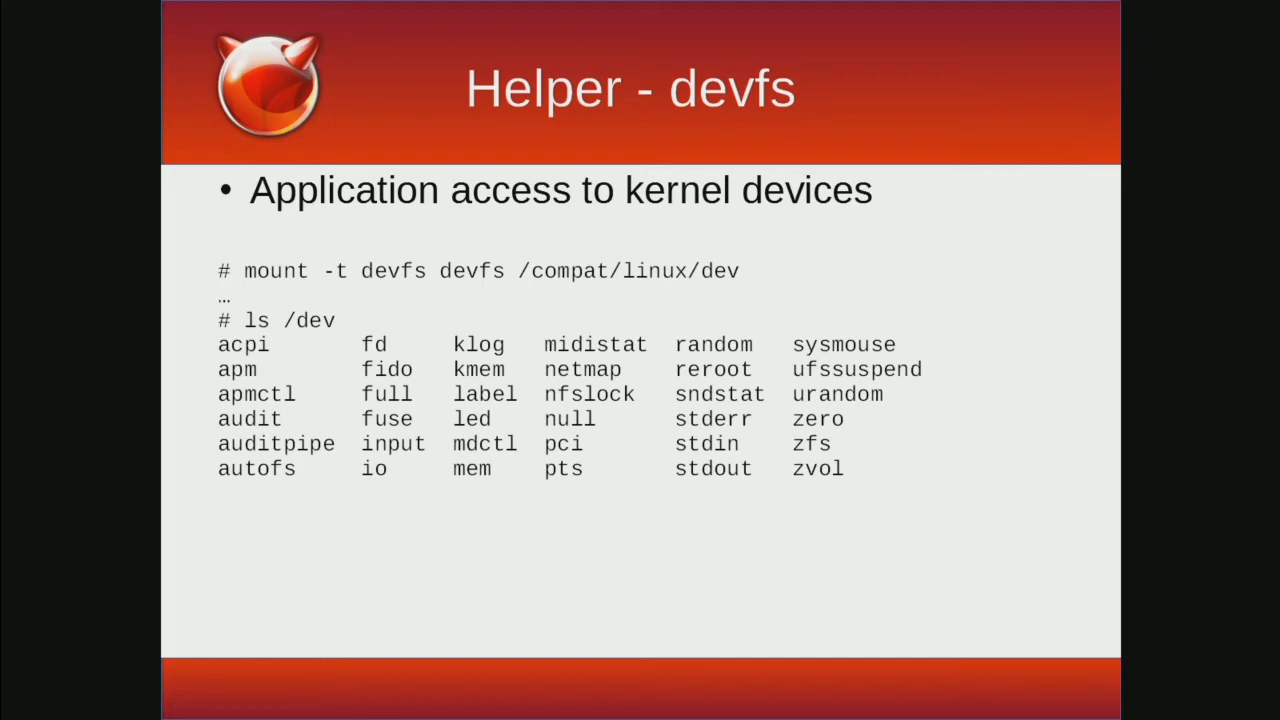 Helper - devfs
• Application access to kernel devices
# mount -t devfs devfs /compat/linux/dev
…
# ls /dev
acpi       fd     klog   midistat  random   sysmouse
apm        fido   kmem   netmap    reroot   ufssuspend
apmctl     full   label  nfslock   sndstat  urandom
audit      fuse   led    null      stderr   zero
auditpipe  input  mdctl  pci       stdin    zfs
autofs     io     mem    pts       stdout   zvol